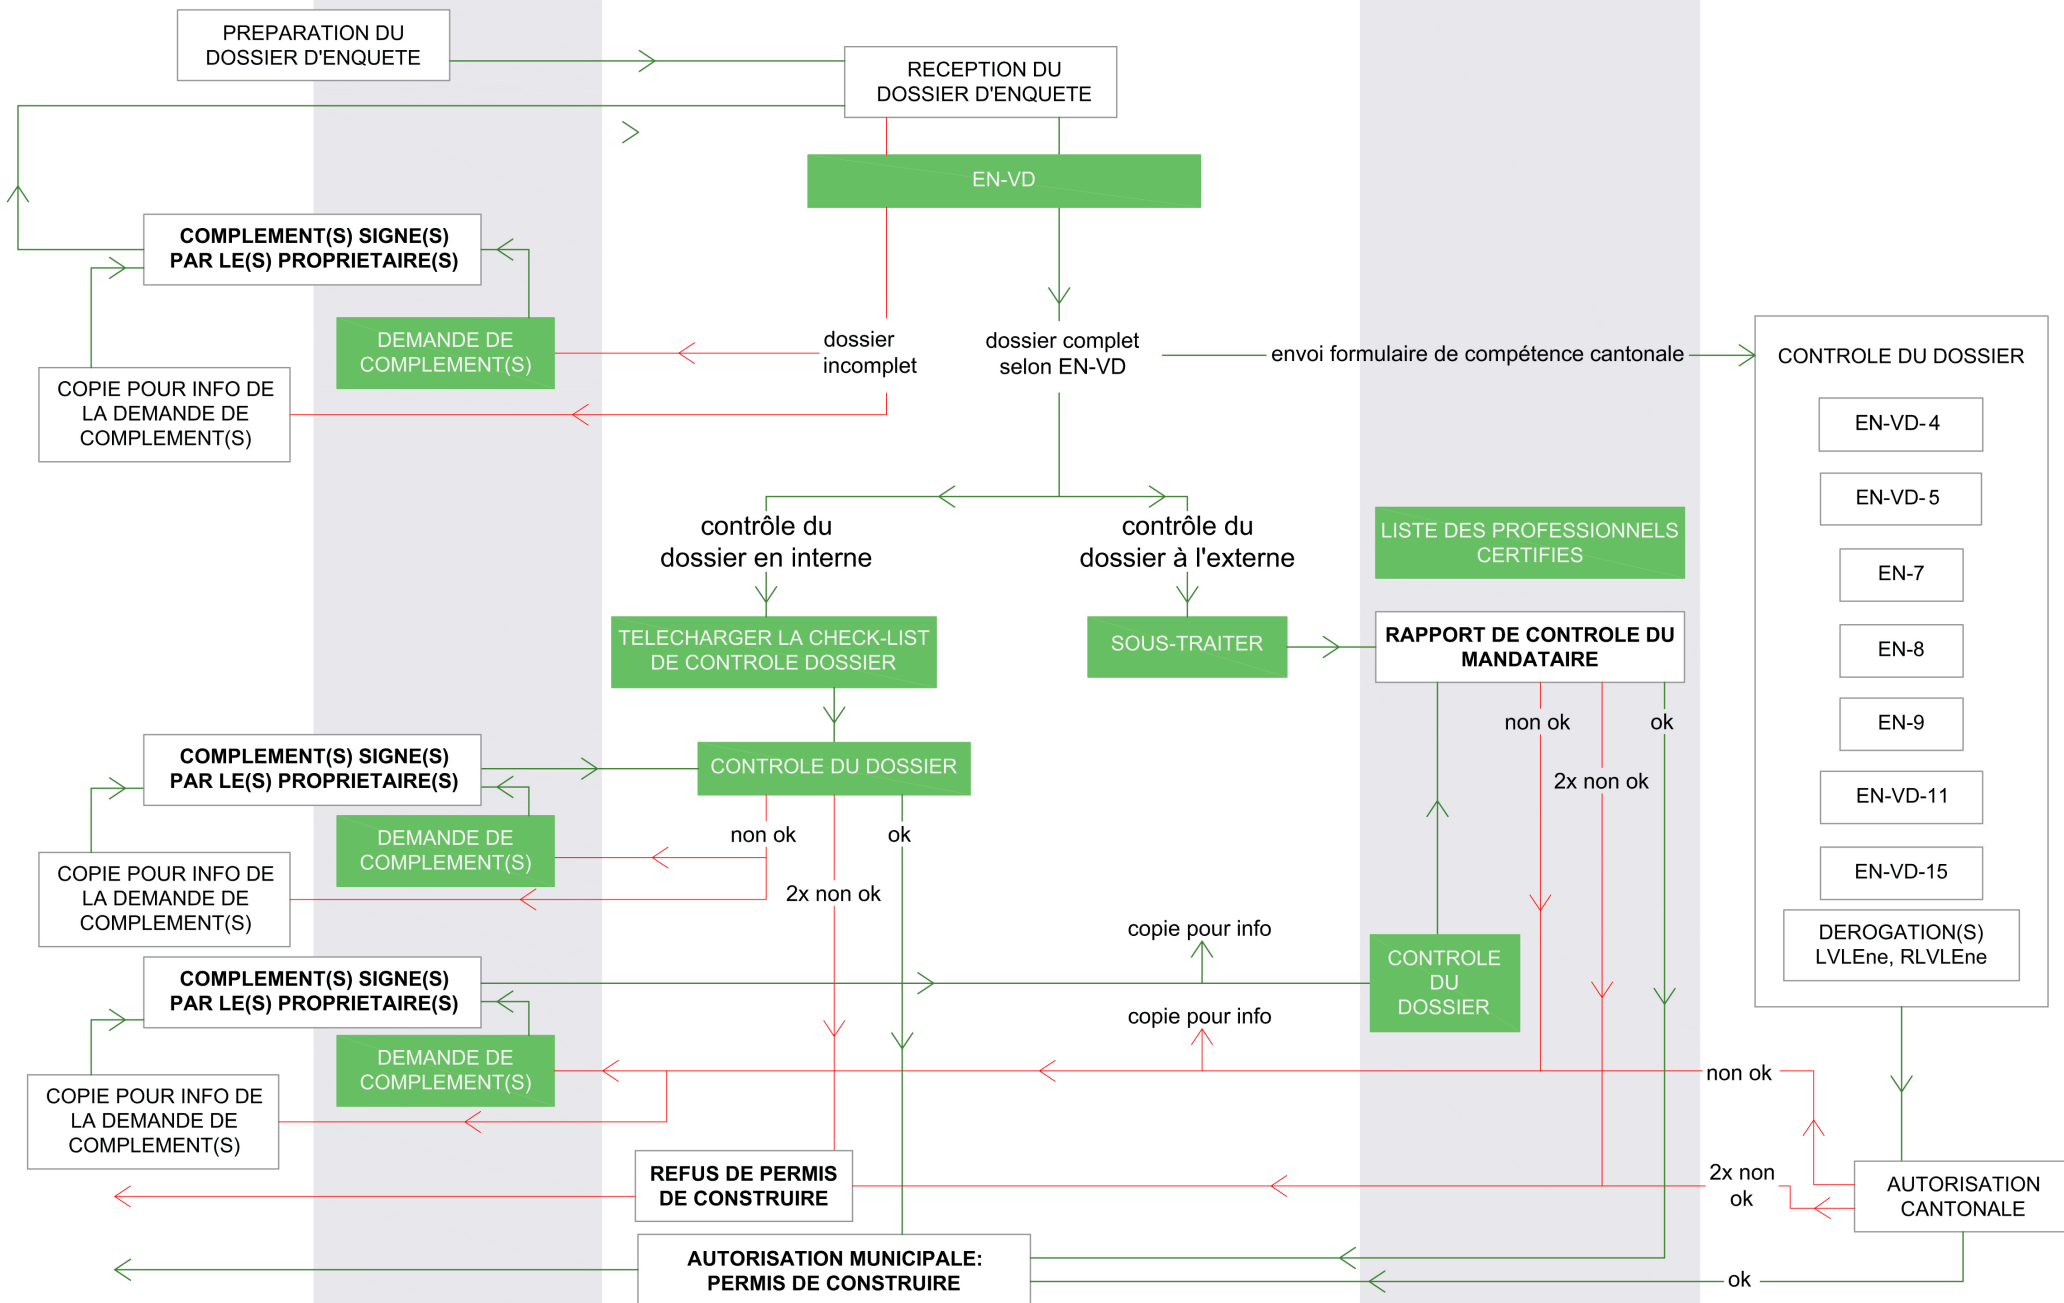 PREPARATION DU
DOSSIER D'ENQUETE
RECEPTION DU
DOSSIER D'ENQUETE
EN-VD
COMPLEMENT(S) SIGNE(S)
PAR LE(S) PROPRIETAIRE(S)
DEMANDE DE
COMPLEMENT(S)
COPIE POUR INFO DE
LA DEMANDE DE
COMPLEMENT(S)
dossier
incomplet
dossier complet
selon EN-VD
envoi formulaire de compétence cantonale
CONTROLE DU DOSSIER
EN-VD-4
EN-VD-5
EN-7
EN-8
EN-9
EN-VD-11
EN-VD-15
DEROGATION(S)
LVLEne, RLVLEne
contrôle du
dossier en interne
contrôle du
dossier à l'externe
LISTE DES PROFESSIONNELS
CERTIFIES
TELECHARGER LA CHECK-LIST
DE CONTROLE DOSSIER
SOUS-TRAITER
RAPPORT DE CONTROLE DU
MANDATAIRE
non ok
2x non ok
ok
COMPLEMENT(S) SIGNE(S)
PAR LE(S) PROPRIETAIRE(S)
CONTROLE DU DOSSIER
DEMANDE DE
COMPLEMENT(S)
non ok
ok
COPIE POUR INFO DE
LA DEMANDE DE
COMPLEMENT(S)
2x non ok
copie pour info
CONTROLE
DU
DOSSIER
COMPLEMENT(S) SIGNE(S)
PAR LE(S) PROPRIETAIRE(S)
copie pour info
DEMANDE DE
COMPLEMENT(S)
non ok
COPIE POUR INFO DE
LA DEMANDE DE
COMPLEMENT(S)
REFUS DE PERMIS
DE CONSTRUIRE
2x non
ok
AUTORISATION
CANTONALE
AUTORISATION MUNICIPALE:
PERMIS DE CONSTRUIRE
ok